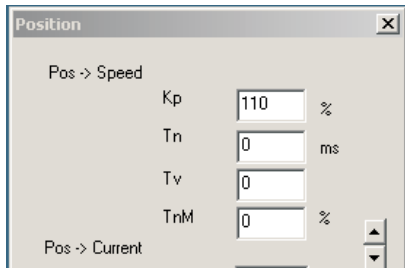 Position
Pos -> Speed
Kp 110 %
Tn 0 ms
Tv 0
TnM 0 %
Pos -> Current